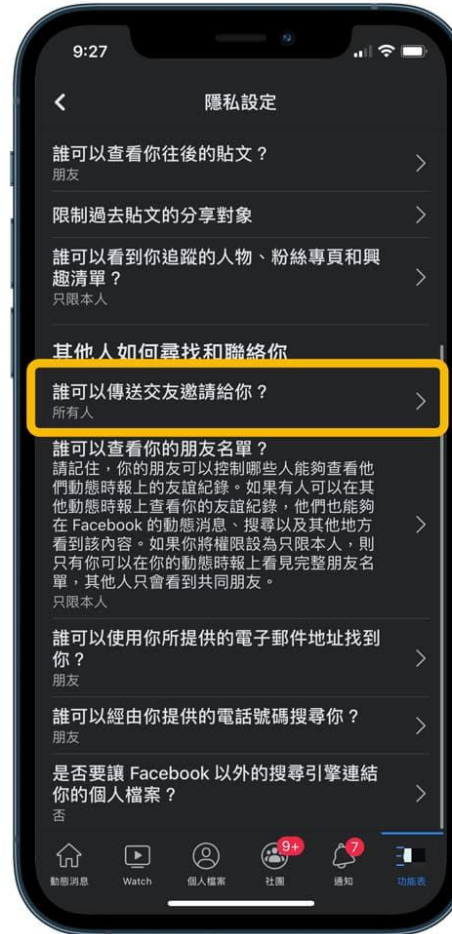 9:27
隱私設定
誰可以查看你往後的貼文？
朋友
限制過去貼文的分享對象
誰可以看到你追蹤的人物、粉絲專頁和興
趣清單？
只限本人
其他人如何尋找和聯絡你
誰可以傳送交友邀請給你？
所有人
誰可以查看你的朋友名單？
請記住，你的朋友可以控制哪些人能夠查看他
們動態時報上的友誼紀錄。如果有人可以在其
他動態時報上查看你的友誼紀錄，他們也能夠
在 Facebook 的動態消息、搜尋以及其他地方
看到該內容。如果你將權限設為只限本人，則
只有你可以在你的動態時報上看見完整朋友名
單，其他人只會看到共同朋友。
只限本人
誰可以使用你所提供的電子郵件地址找到
你？
朋友
誰可以經由你提供的電話號碼搜尋你？
朋友
是否要讓 Facebook 以外的搜尋引擎連結
你的個人檔案？
否
9+ 7
動態消息 Watch 個人檔案 社團 通知 功能表